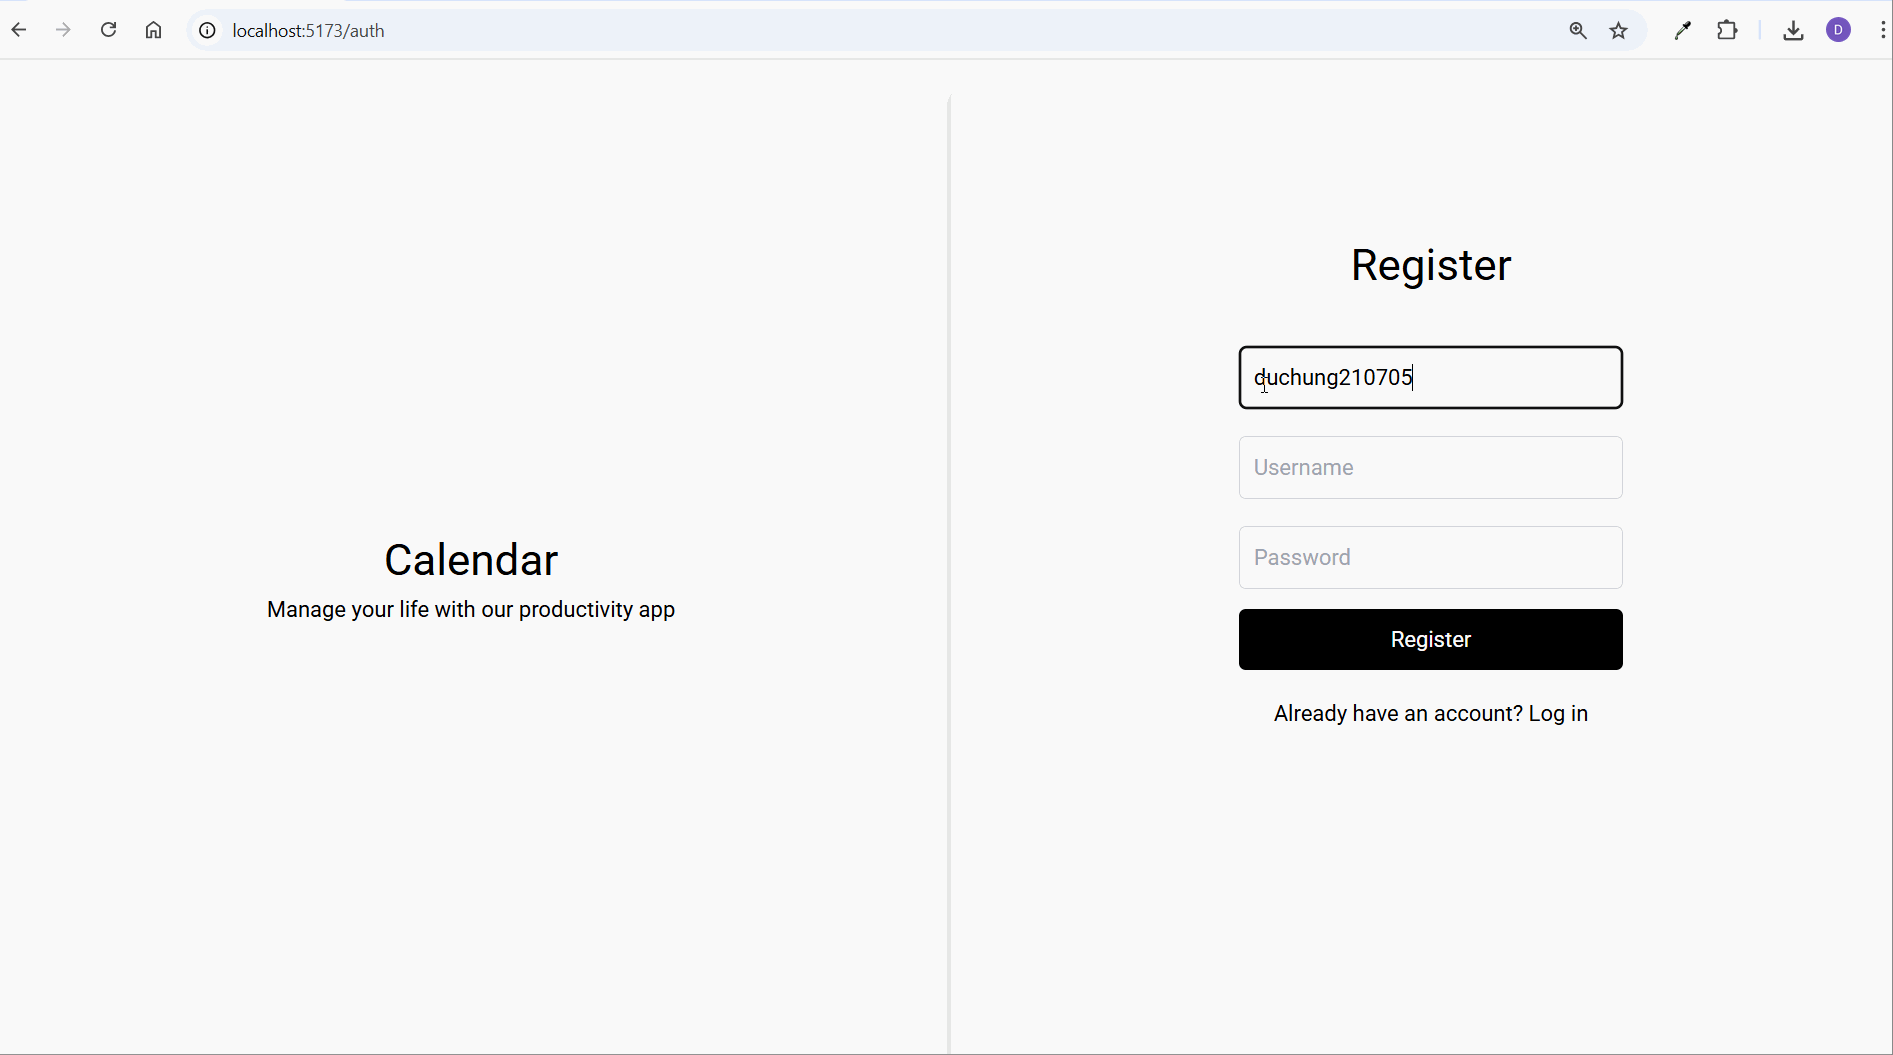 localhost:5173/auth
D
Calendar
Manage your life with our productivity app
Register
duchung210705
Username
Password
Register
Already have an account? Log in